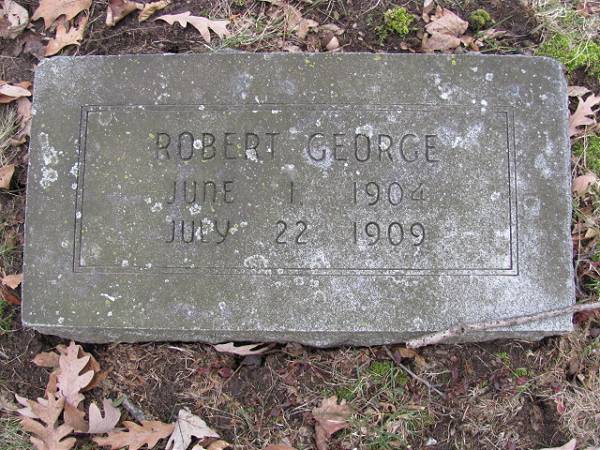 ROBERT GEORGE
JUNE 1, 1904
JULY 22 1909